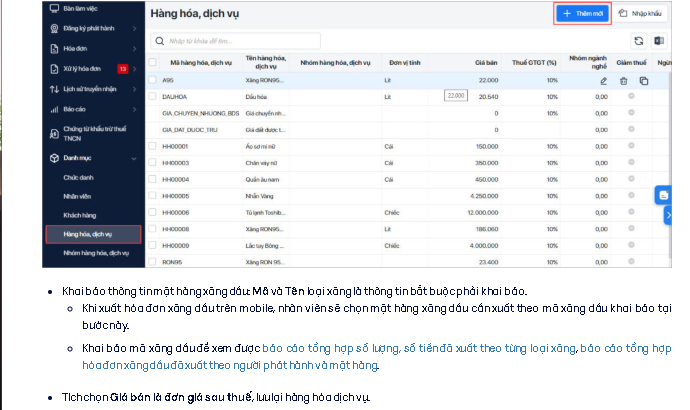 Bàn làm việc
Đăng ký phát hành
Hóa đơn
Xử lý hóa đơn 13
Lịch sử truyền nhận
Báo cáo
Chứng từ khấu trừ thuế TNCN
Danh mục
Chức danh
Nhân viên
Khách hàng
Hàng hóa, dịch vụ
Nhóm hàng hóa, dịch vụ
Hàng hóa, dịch vụ
+ Thêm mới
Nhập khẩu
Nhập từ khóa để tìm...
Mã hàng hóa, dịch vụ Tên hàng hóa, dịch vụ Nhóm hàng hóa, dịch vụ Đơn vị tính Giá bán Thuế GTGT (%) Nhóm ngành nghề Giảm thuế Ngừn
A95 Xăng RON95... Lít 22.000 10%
DAUHOA Dầu hỏa Lít 22.000 20.540 10% 0,00
GIA_CHUYEN_NHUONG_BDS Giá chuyển nh... 0 10% 0,00
GIA_DAT_DUOC_TRU Giá đất được t... 0 0,00
HH00001 Áo sơ mi nữ Cái 150.000 10% 0,00
HH00003 Chân váy nữ Cái 350.000 10% 0,00
HH00004 Quần âu nam Cái 450.000 10% 0,00
HH00005 Nhẫn Vàng 4.250.000 10% 0,00
HH00006 Tủ lạnh Toshib... Chiếc 12.000.000 10% 0,00
HH00008 Xăng RON95... Lít 186.060 10% 0,00
HH00009 Lắc tay Bông ... Chiếc 4.000.000 10% 0,00
RON95 Xăng RON 95... 23.400 10% 0,00
• Khai báo thông tin mặt hàng xăng dầu: Mã và Tên loại xăng là thông tin bắt buộc phải khai báo.
Khi xuất hóa đơn xăng dầu trên mobile, nhân viên sẽ chọn mặt hàng xăng dầu cần xuất theo mã xăng dầu khai báo tại
bước này.
Khai báo mã xăng dầu để xem được báo cáo tổng hợp số lượng, số tiền đã xuất theo từng loại xăng, báo cáo tổng hợp
hóa đơn xăng dầu đã xuất theo người phát hành và mặt hàng.
• Tích chọn Giá bán là đơn giá sau thuế, lưu lại hàng hóa dịch vụ.